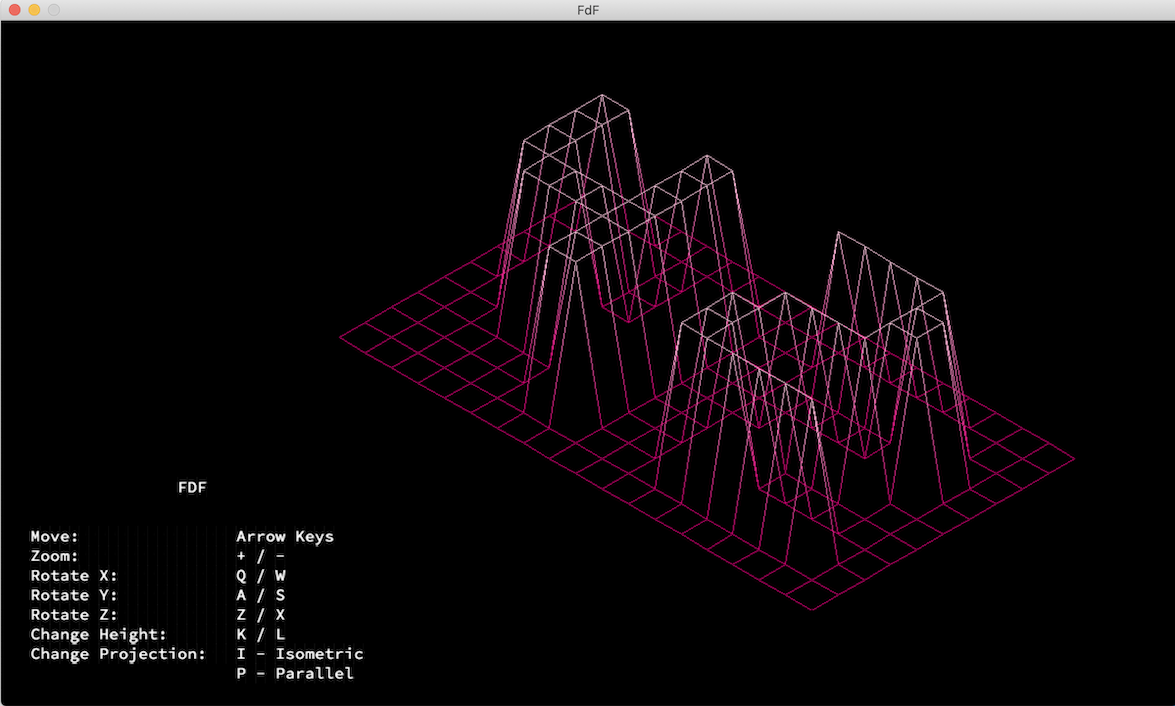 FdF
FDF
Move: Arrow Keys
Zoom: + / -
Rotate X: Q / W
Rotate Y: A / S
Rotate Z: Z / X
Change Height: K / L
Change Projection: I - Isometric
P - Parallel